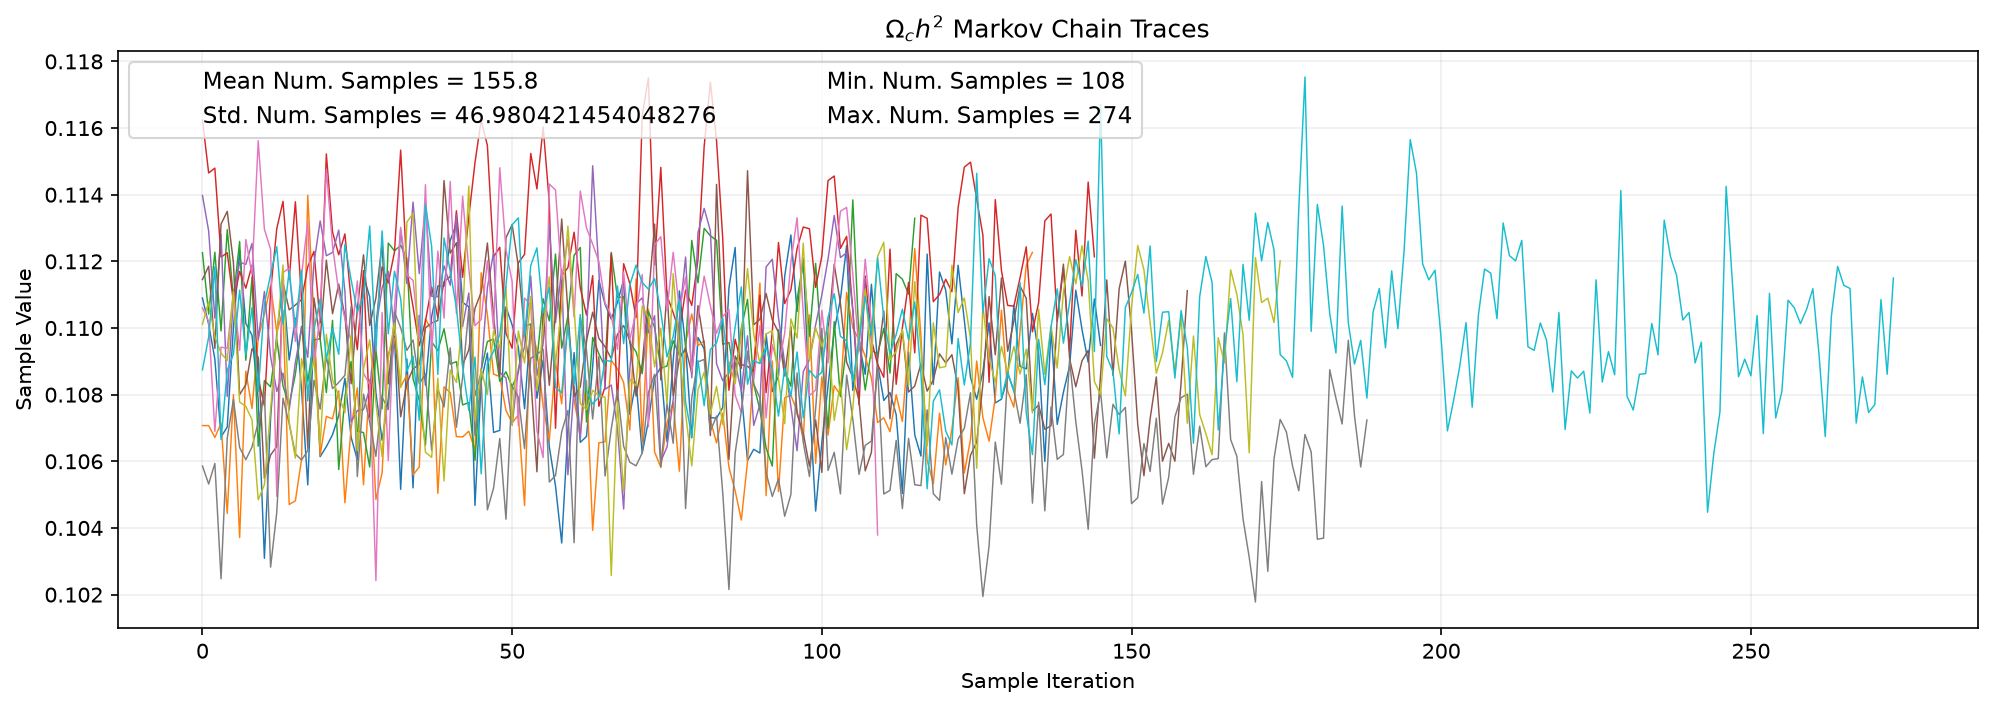 Ω_c h² Markov Chain Traces
Mean Num. Samples = 155.8
Std. Num. Samples = 46.980421454048276
Min. Num. Samples = 108
Max. Num. Samples = 274
Sample Value
0.118
0.116
0.114
0.112
0.110
0.108
0.106
0.104
0.102
0 50 100 150 200 250
Sample Iteration